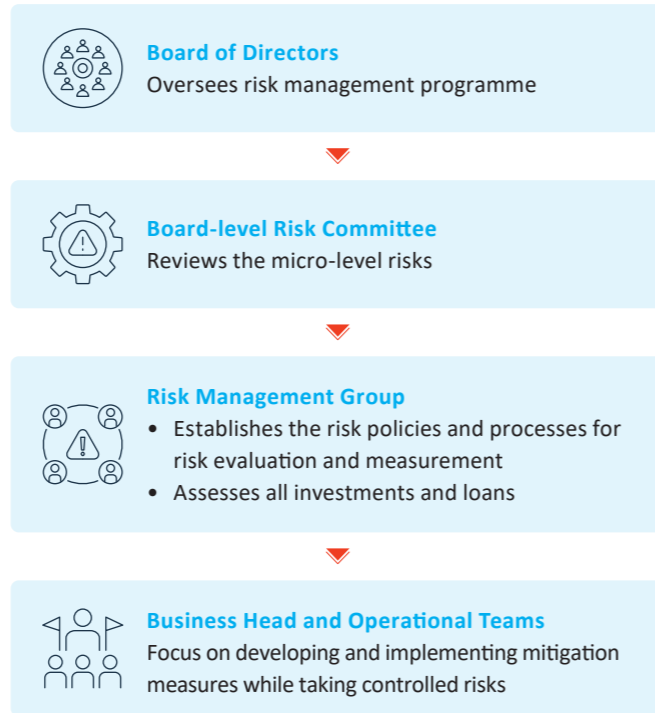 Board of Directors
Oversees risk management programme
Board-level Risk Committee
Reviews the micro-level risks
Risk Management Group
• Establishes the risk policies and processes for
risk evaluation and measurement
• Assesses all investments and loans
Business Head and Operational Teams
Focus on developing and implementing mitigation
measures while taking controlled risks